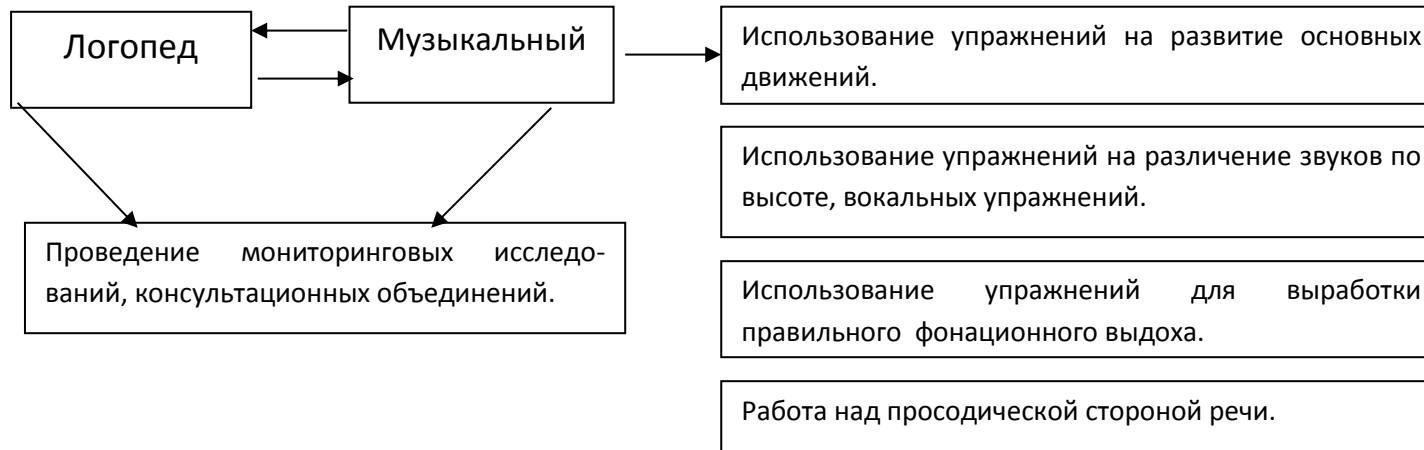 Логопед
Музыкальный
Использование упражнений на развитие основных
движений.
Использование упражнений на различение звуков по
высоте, вокальных упражнений.
Проведение мониторинговых исследо-
ваний, консультационных объединений.
Использование упражнений для выработки
правильного фонационного выдоха.
Работа над просодической стороной речи.